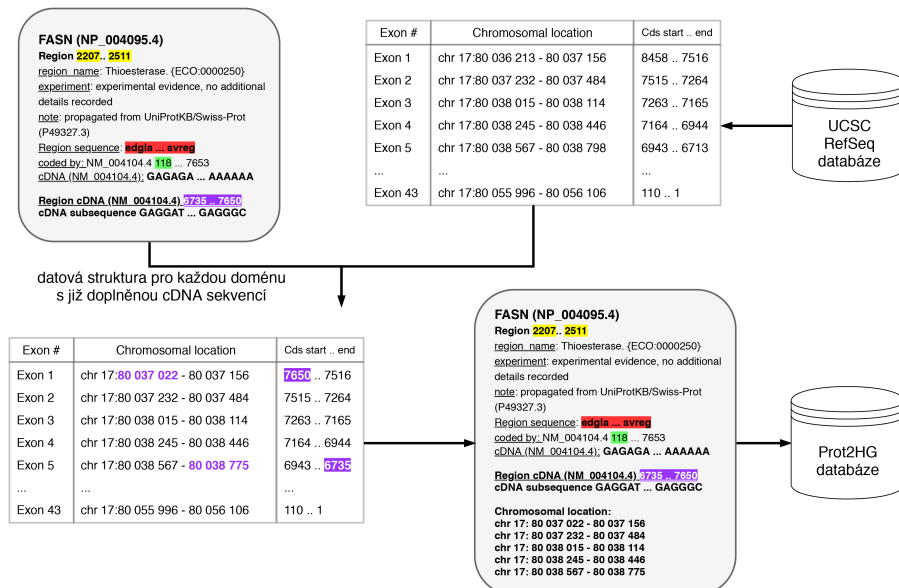 FASN (NP_004095.4)
Region 2207.. 2511
region_name: Thioesterase. {ECO:0000250}
experiment: experimental evidence, no additional
details recorded
note: propagated from UniProtKB/Swiss-Prot
(P49327.3)
Region sequence: edgla ... svreg
coded by: NM_004104.4 118 ... 7653
cDNA (NM_004104.4): GAGAGA ... AAAAAA
Region cDNA (NM_004104.4) 6735 .. 7650
cDNA subsequence GAGGAT ... GAGGGC
Exon # Chromosomal location Cds start .. end
Exon 1 chr 17:80 036 213 - 80 037 156 8458 .. 7516
Exon 2 chr 17:80 037 232 - 80 037 484 7515 .. 7264
Exon 3 chr 17:80 038 015 - 80 038 114 7263 .. 7165
Exon 4 chr 17:80 038 245 - 80 038 446 7164 .. 6944
Exon 5 chr 17:80 038 567 - 80 038 798 6943 .. 6713
... ... ...
Exon 43 chr 17:80 055 996 - 80 056 106 110 .. 1
UCSC
RefSeq
databáze
datová struktura pro každou doménu
s již doplněnou cDNA sekvencí
Exon # Chromosomal location Cds start .. end
Exon 1 chr 17:80 037 022 - 80 037 156 7650 .. 7516
Exon 2 chr 17:80 037 232 - 80 037 484 7515 .. 7264
Exon 3 chr 17:80 038 015 - 80 038 114 7263 .. 7165
Exon 4 chr 17:80 038 245 - 80 038 446 7164 .. 6944
Exon 5 chr 17:80 038 567 - 80 038 775 6943 .. 6735
... ... ...
Exon 43 chr 17:80 055 996 - 80 056 106 110 .. 1
FASN (NP_004095.4)
Region 2207.. 2511
region_name: Thioesterase. {ECO:0000250}
experiment: experimental evidence, no additional
details recorded
note: propagated from UniProtKB/Swiss-Prot
(P49327.3)
Region sequence: edgla ... svreg
coded by: NM_004104.4 118 ... 7653
cDNA (NM_004104.4): GAGAGA ... AAAAAA
Region cDNA (NM_004104.4) 6735 .. 7650
cDNA subsequence GAGGAT ... GAGGGC
Chromosomal location:
chr 17: 80 037 022 - 80 037 156
chr 17: 80 037 232 - 80 037 484
chr 17: 80 038 015 - 80 038 114
chr 17: 80 038 245 - 80 038 446
chr 17: 80 038 567 - 80 038 775
Prot2HG
databáze